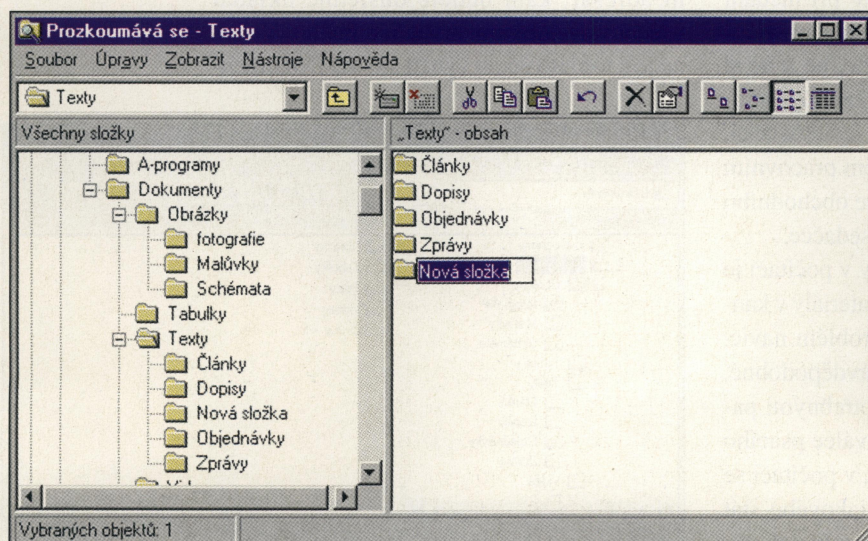 Prozkoumává se - Texty
Soubor Úpravy Zobrazit Nástroje Nápověda
Texty
Všechny složky
„Texty“ - obsah
A-programy
Dokumenty
Obrázky
fotografie
Malůvky
Schémata
Tabulky
Texty
Články
Dopisy
Nová složka
Objednávky
Zprávy
Články
Dopisy
Objednávky
Zprávy
Nová složka
Vybraných objektů: 1